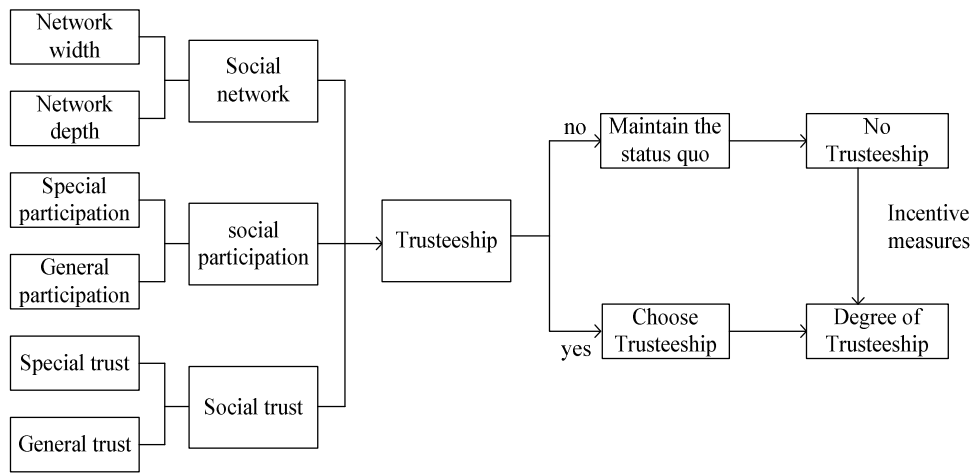 Network
width
Network
depth
Special
participation
General
participation
Special trust
General trust
Social
network
social
participation
Social trust
Trusteeship
no
yes
Maintain the
status quo
Choose
Trusteeship
No
Trusteeship
Incentive
measures
Degree of
Trusteeship